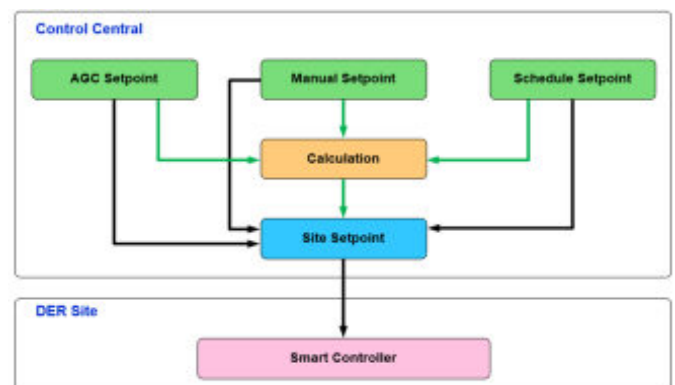 Control Central
AGC Setpoint
Manual Setpoint
Schedule Setpoint
Calculation
Site Setpoint
DER Site
Smart Controller